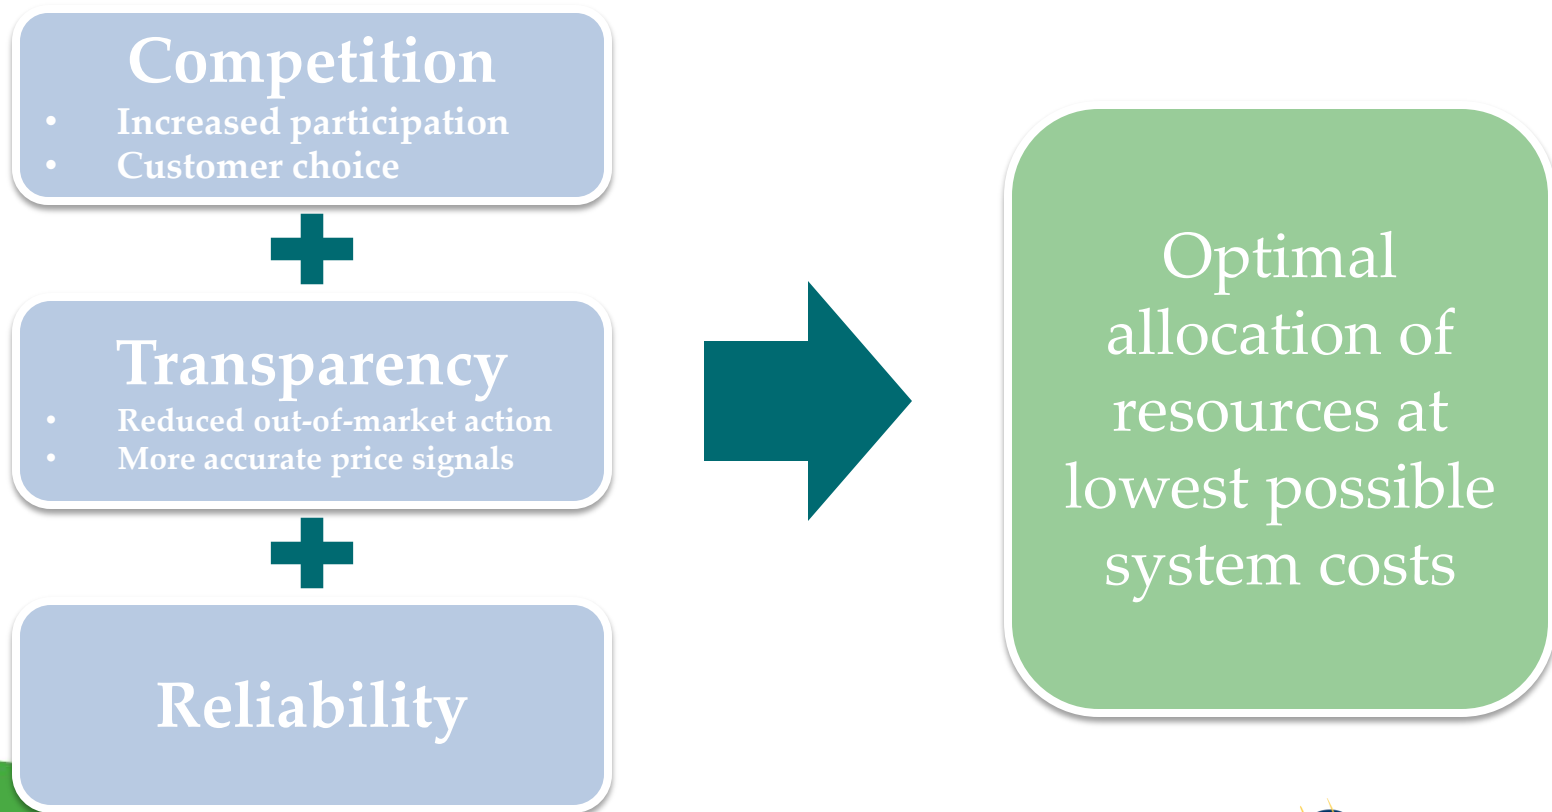 Competition
• Increased participation
• Customer choice
Transparency
• Reduced out-of-market action
• More accurate price signals
Reliability
Optimal
allocation of
resources at
lowest possible
system costs